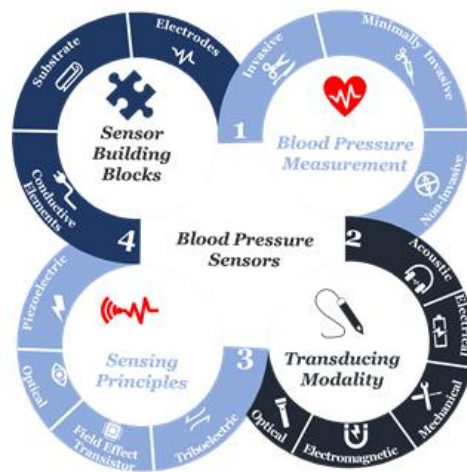 Substrate
Electrodes
Conductive
Elements
Sensor
Building
Blocks
1
Invasive
Minimally Invasive
Non-Invasive
Blood Pressure
Measurement
4
Blood Pressure
Sensors
2
Acoustic
Electrical
Mechanical
Electromagnetic
Optical
Transducing
Modality
Piezoelectric
Optical
Field Effect
Transistor
Triboelectric
Sensing
Principles
3